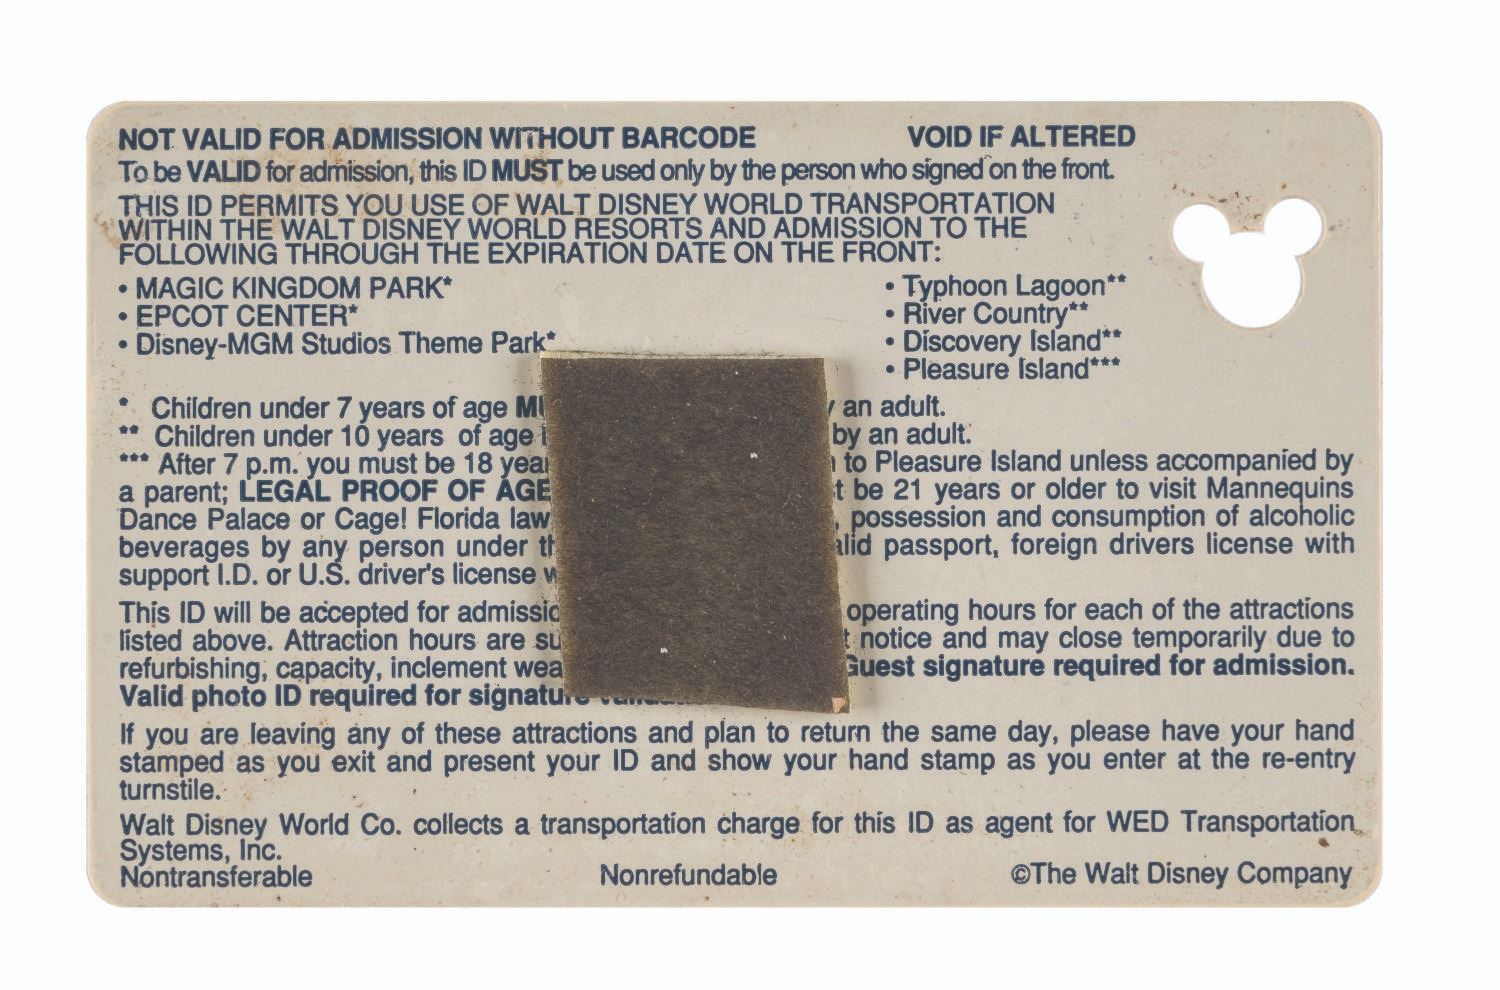 NOT VALID FOR ADMISSION WITHOUT BARCODE VOID IF ALTERED
To be VALID for admission, this ID MUST be used only by the person who signed on the front.
THIS ID PERMITS YOU USE OF WALT DISNEY WORLD TRANSPORTATION
WITHIN THE WALT DISNEY WORLD RESORTS AND ADMISSION TO THE
FOLLOWING THROUGH THE EXPIRATION DATE ON THE FRONT:
• MAGIC KINGDOM PARK*
• EPCOT CENTER*
• Disney-MGM Studios Theme Park*
• Typhoon Lagoon**
• River Country**
• Discovery Island**
• Pleasure Island***
* Children under 7 years of age an adult.
** Children under 10 years of age by an adult.
*** After 7 p.m. you must be 18 to Pleasure Island unless accompanied by
a parent; LEGAL PROOF OF AGE be 21 years or older to visit Mannequins
Dance Palace or Cage! Florida law possession and consumption of alcoholic
beverages by any person under passport, foreign drivers license with
support I.D. or U.S. driver's license
This ID will be accepted for operating hours for each of the attractions
listed above. Attraction hours are notice and may close temporarily due to
refurbishing, capacity, inclement Guest signature required for admission.
Valid photo ID required for signature
If you are leaving any of these attractions and plan to return the same day, please have your hand
stamped as you exit and present your ID and show your hand stamp as you enter at the re-entry
turnstile.
Walt Disney World Co. collects a transportation charge for this ID as agent for WED Transportation
Systems, Inc.
Nontransferable Nonrefundable ©The Walt Disney Company